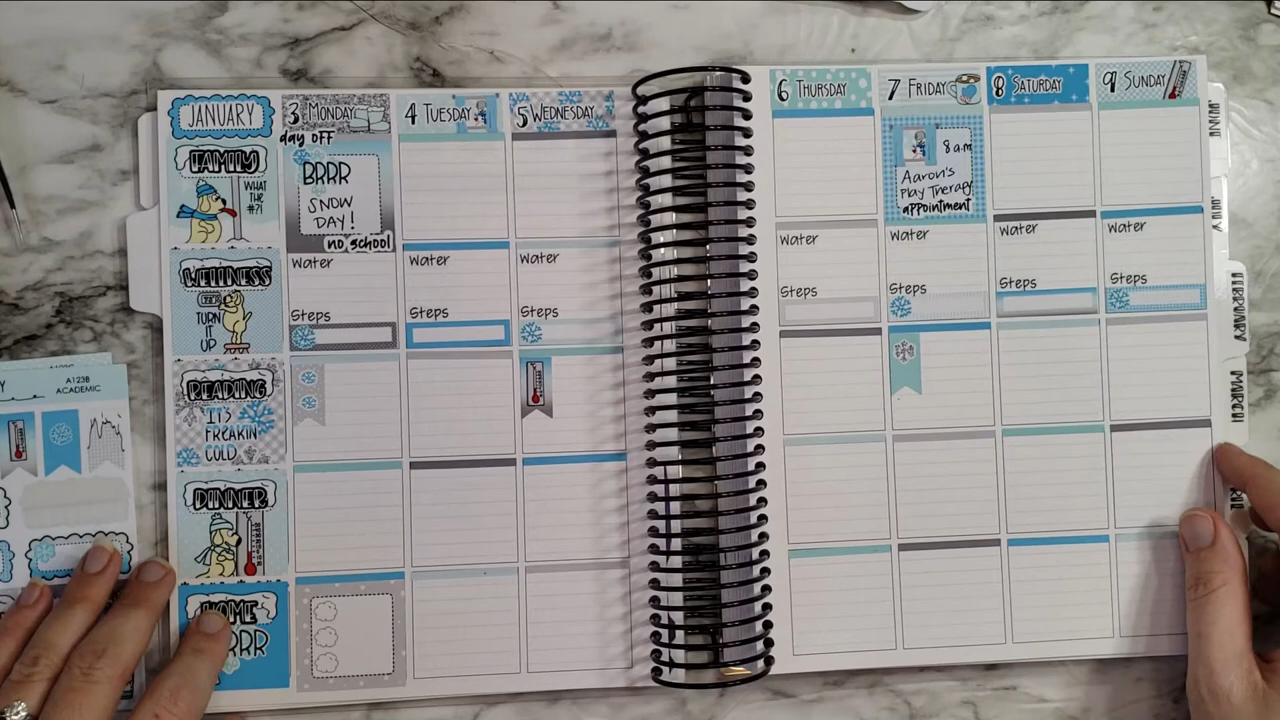 JANUARY
3 MONDAY
4 TUESDAY
5 WEDNESDAY
6 THURSDAY
7 FRIDAY
8 SATURDAY
9 SUNDAY
FAMILY
WHAT
THE
#?!
day OFF
BRRR
SNOW
DAY!
no school
8 a.m
Aaron's
Play Therapy
appointment
WELLNESS
TURN
IT
UP
Water
Steps
Water
Steps
Water
Steps
Water
Steps
Water
Steps
Water
Steps
Water
Steps
READING
IT'S
FREAKIN
COLD
DINNER
HOME
BRRR
A123B
ACADEMIC
JUNE
JULY
FEBRUARY
MARCH